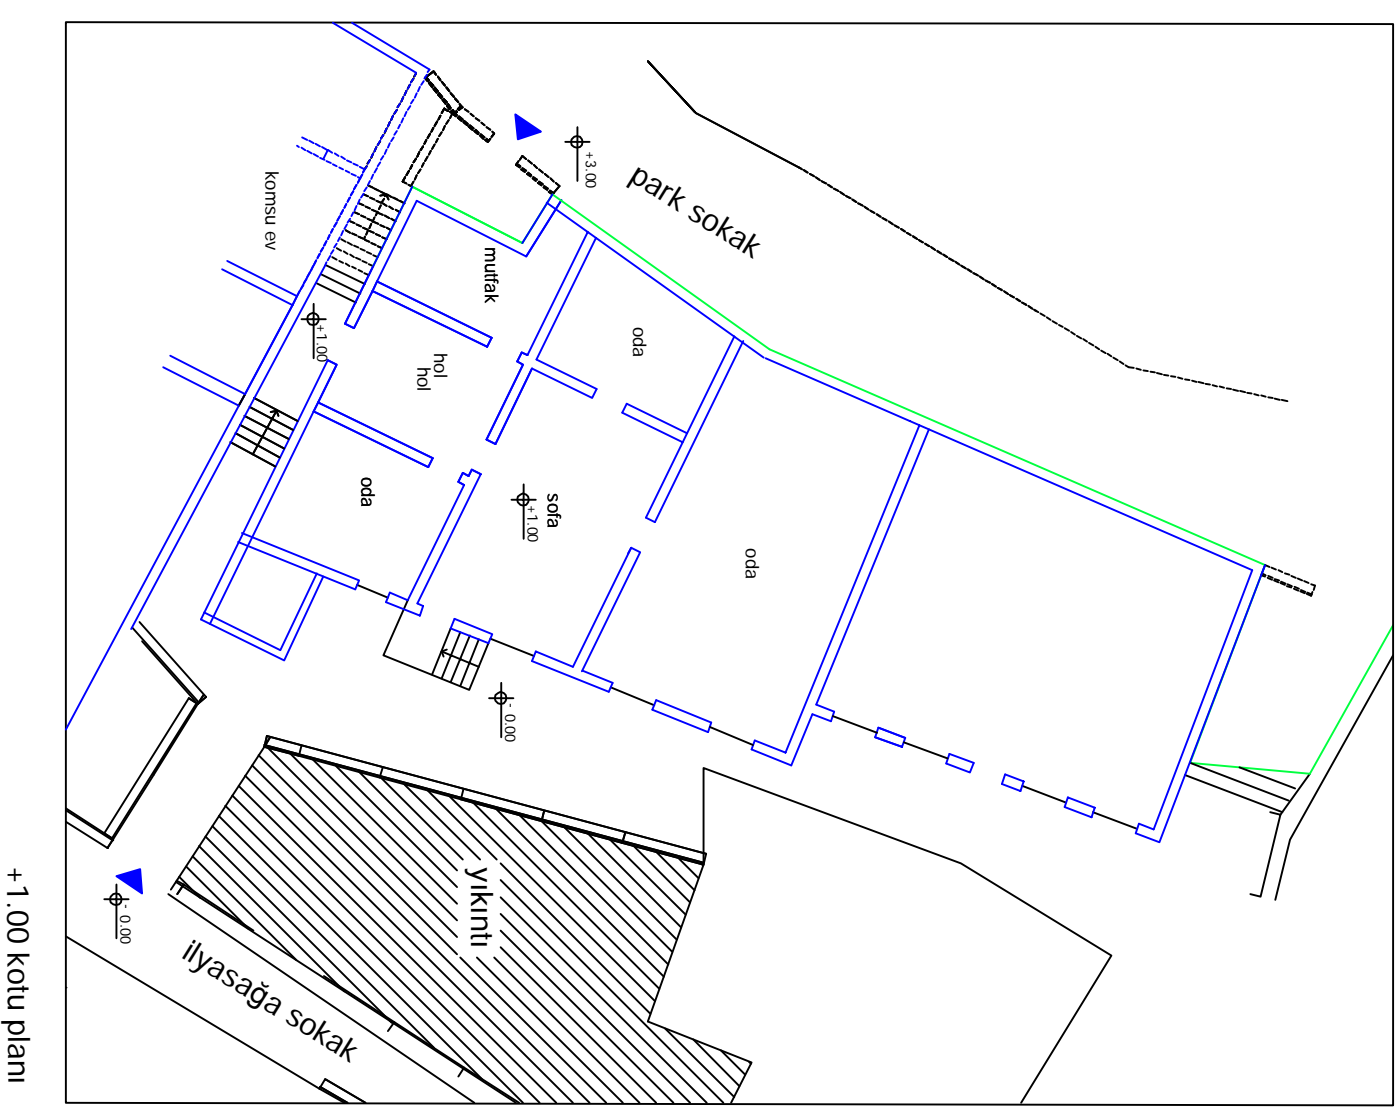 +3.00
park sokak
komsu ev
mutfak
+1.00
oda
hol
hol
oda
sofa
+1.00
oda
- 0.00
yıkıntı
- 0.00
ilyasağa sokak
+1.00 kotu planı